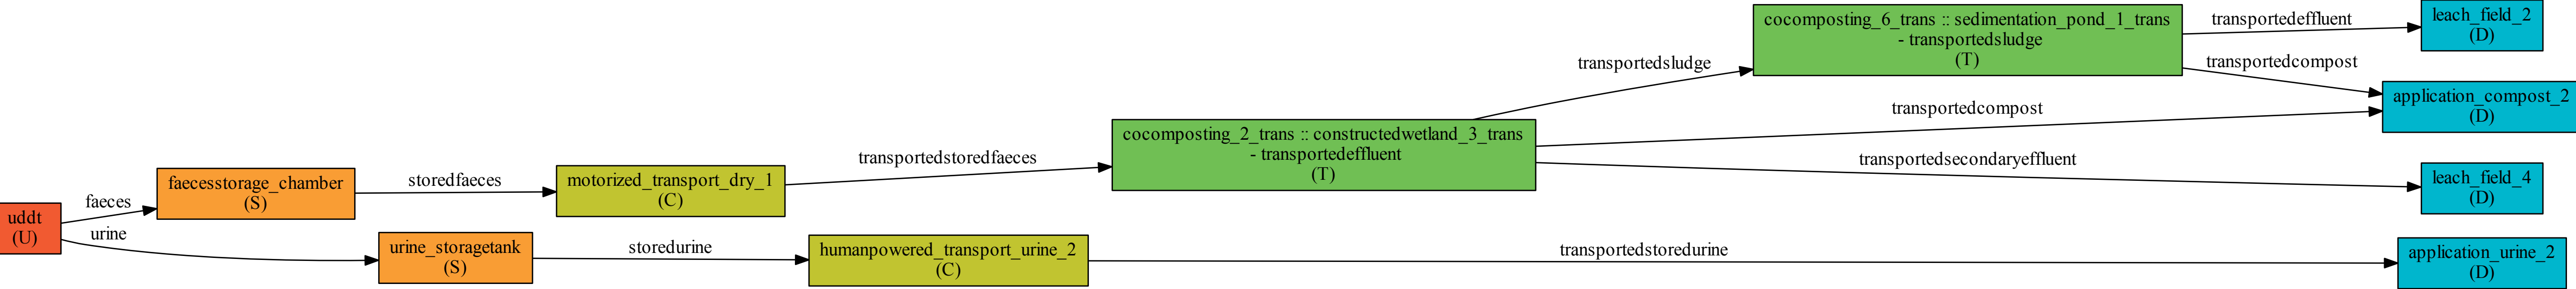 uddt
(U)
faeces
urine
faecesstorage_chamber
(S)
storedfaeces
urine_storagetank
(S)
storedurine
motorized_transport_dry_1
(C)
transportedstoredfaeces
humanpowered_transport_urine_2
(C)
transportedstoredurine
cocomposting_2_trans :: constructedwetland_3_trans
- transportedeffluent
(T)
transportedsludge
transportedcompost
transportedsecondaryeffluent
cocomposting_6_trans :: sedimentation_pond_1_trans
- transportedsludge
(T)
transportedeffluent
transportedcompost
leach_field_2
(D)
application_compost_2
(D)
leach_field_4
(D)
application_urine_2
(D)